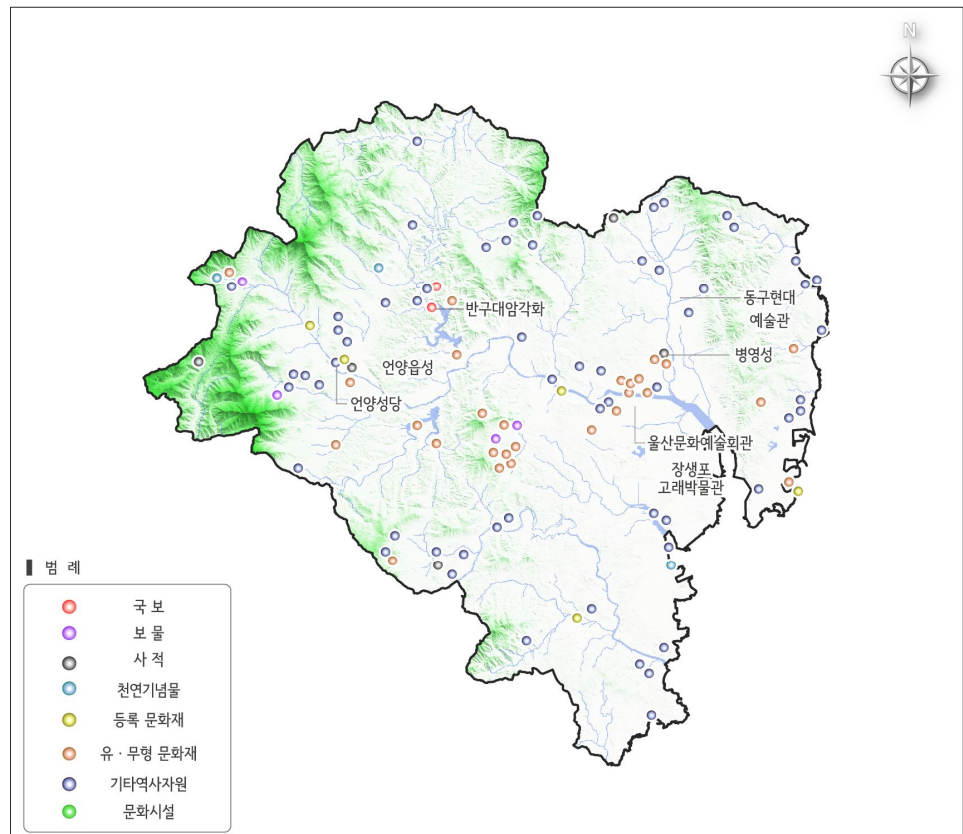 N
반구대암각화
동구현대
예술관
병영성
언양읍성
언양성당
울산문화예술회관
장생포
고래박물관
범 례
국 보
보 물
사 적
천연기념물
등록 문화재
유 · 무형 문화재
기타역사자원
문화시설